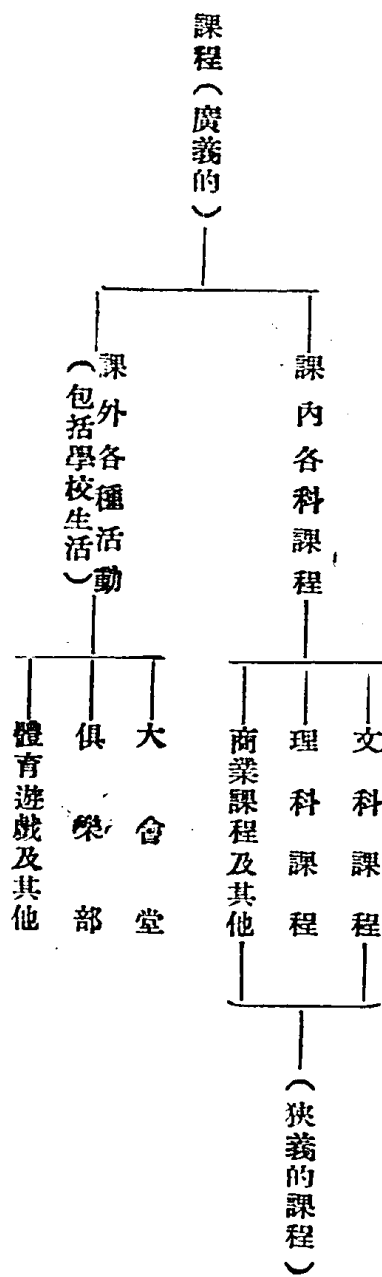 課程（廣義的）
課內各科課程
課外各種活動
（包括學校生活）
文科課程
理科課程
商業課程及其他
大會堂
俱樂部
體育遊戲及其他
（狹義的課程）